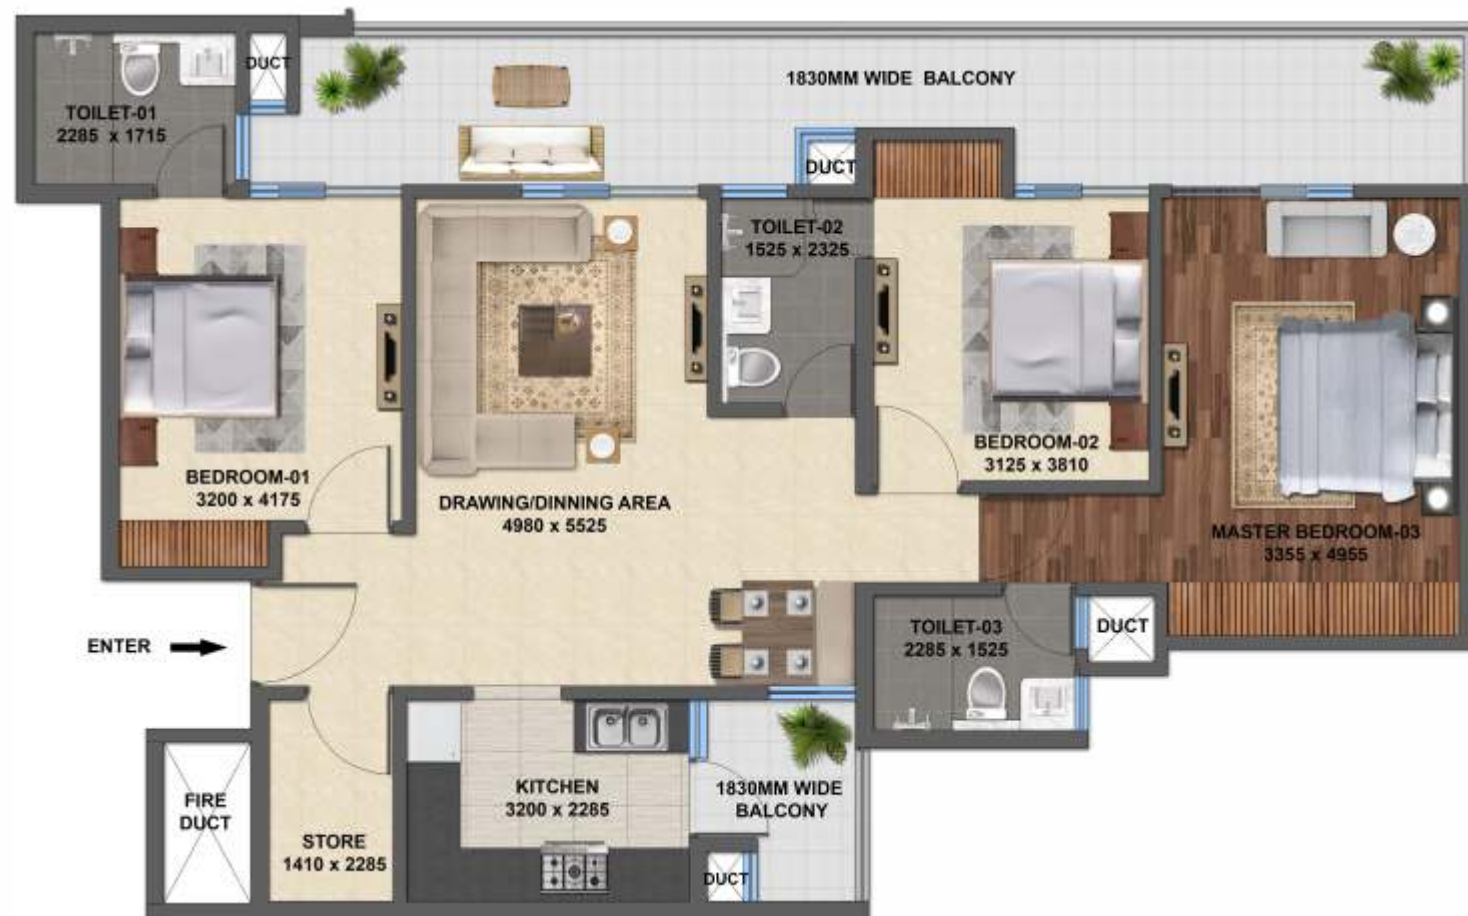 DUCT
1830MM WIDE BALCONY
TOILET-01
2285 x 1715
DUCT
TOILET-02
1525 x 2325
BEDROOM-02
3125 x 3810
BEDROOM-01
3200 x 4175
DRAWING/DINNING AREA
4980 x 5525
MASTER BEDROOM-03
3355 x 4955
ENTER
TOILET-03
2285 x 1525
DUCT
KITCHEN
3200 x 2285
1830MM WIDE
BALCONY
FIRE
DUCT
STORE
1410 x 2285
DUCT